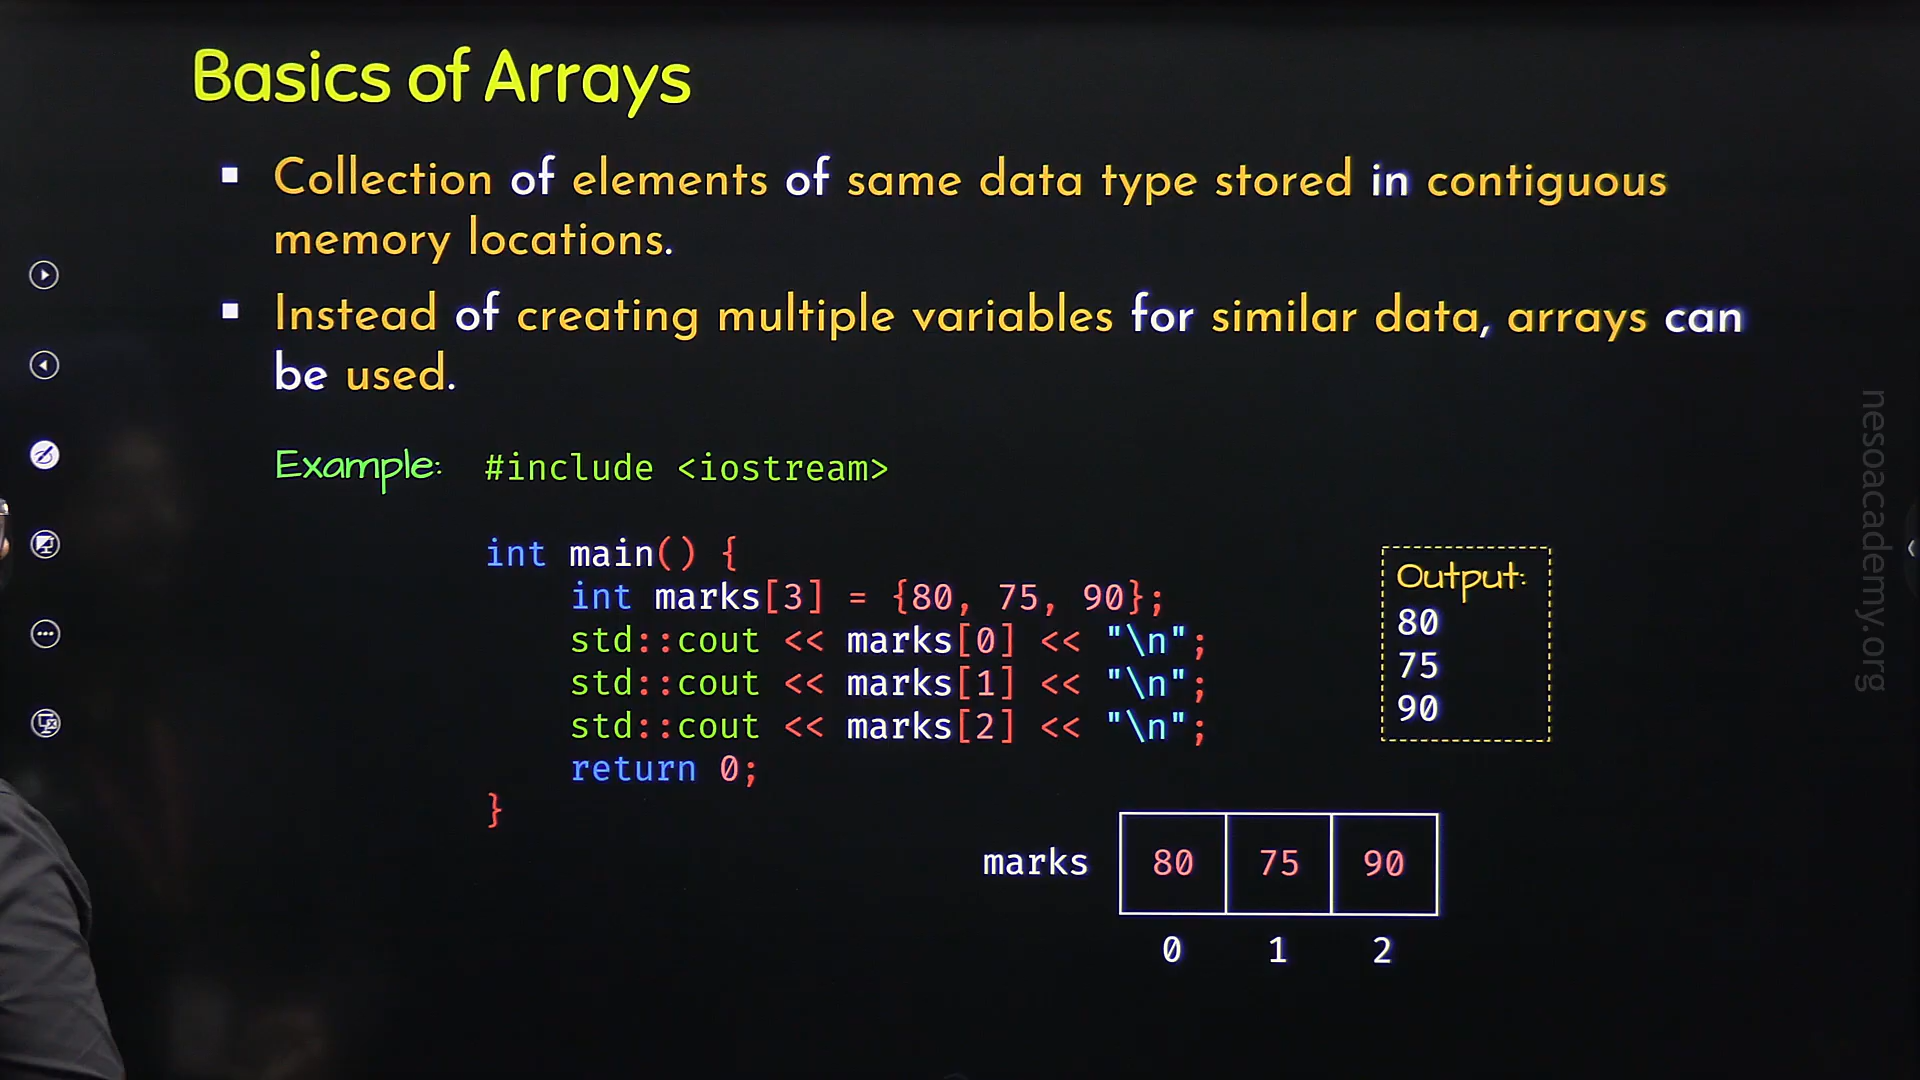 Basics of Arrays
▪ Collection of elements of same data type stored in contiguous
memory locations.
▪ Instead of creating multiple variables for similar data, arrays can
be used.
Example: #include <iostream>
int main() {
    int marks[3] = {80, 75, 90};
    std::cout << marks[0] << "\n";
    std::cout << marks[1] << "\n";
    std::cout << marks[2] << "\n";
    return 0;
}
Output:
80
75
90
marks 80 75 90
0 1 2
nesoacademy.org